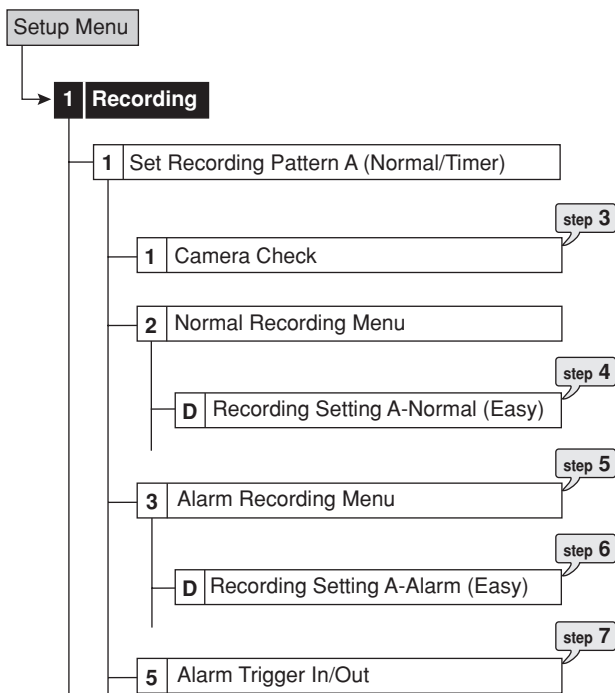 Setup Menu
1 Recording
1 Set Recording Pattern A (Normal/Timer)
step 3
1 Camera Check
2 Normal Recording Menu
step 4
D Recording Setting A-Normal (Easy)
step 5
3 Alarm Recording Menu
step 6
D Recording Setting A-Alarm (Easy)
step 7
5 Alarm Trigger In/Out